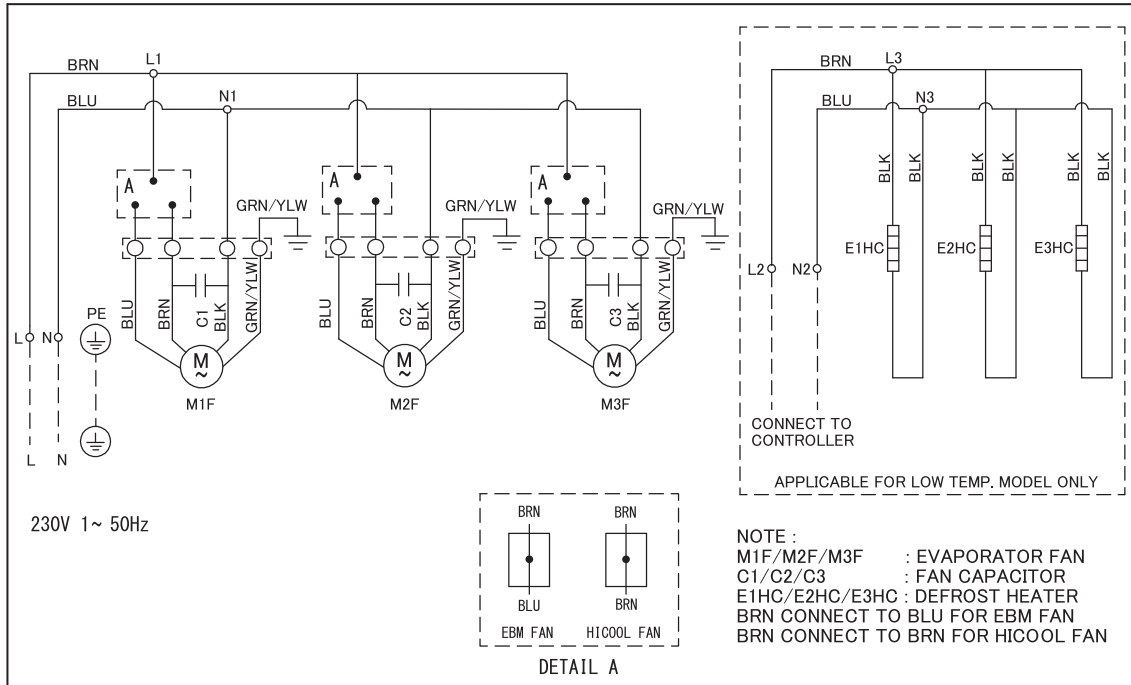 BRN
L1
BLU
N1
A
A
A
GRN/YLW
GRN/YLW
GRN/YLW
BLU
BRN
C1
BLK
GRN/YLW
BLU
BRN
C2
BLK
GRN/YLW
BLU
BRN
C3
BLK
GRN/YLW
PE
L
N
M
~
M
~
M
~
M1F
M2F
M3F
L
N
230V 1~ 50Hz
BRN
L3
BLU
N3
BLK
BLK
BLK
BLK
BLK
BLK
E1HC
E2HC
E3HC
L2
N2
CONNECT TO
CONTROLLER
APPLICABLE FOR LOW TEMP. MODEL ONLY
BRN
BRN
BLU
BRN
EBM FAN
HICOOL FAN
DETAIL A
NOTE :
M1F/M2F/M3F : EVAPORATOR FAN
C1/C2/C3 : FAN CAPACITOR
E1HC/E2HC/E3HC : DEFROST HEATER
BRN CONNECT TO BLU FOR EBM FAN
BRN CONNECT TO BRN FOR HICOOL FAN